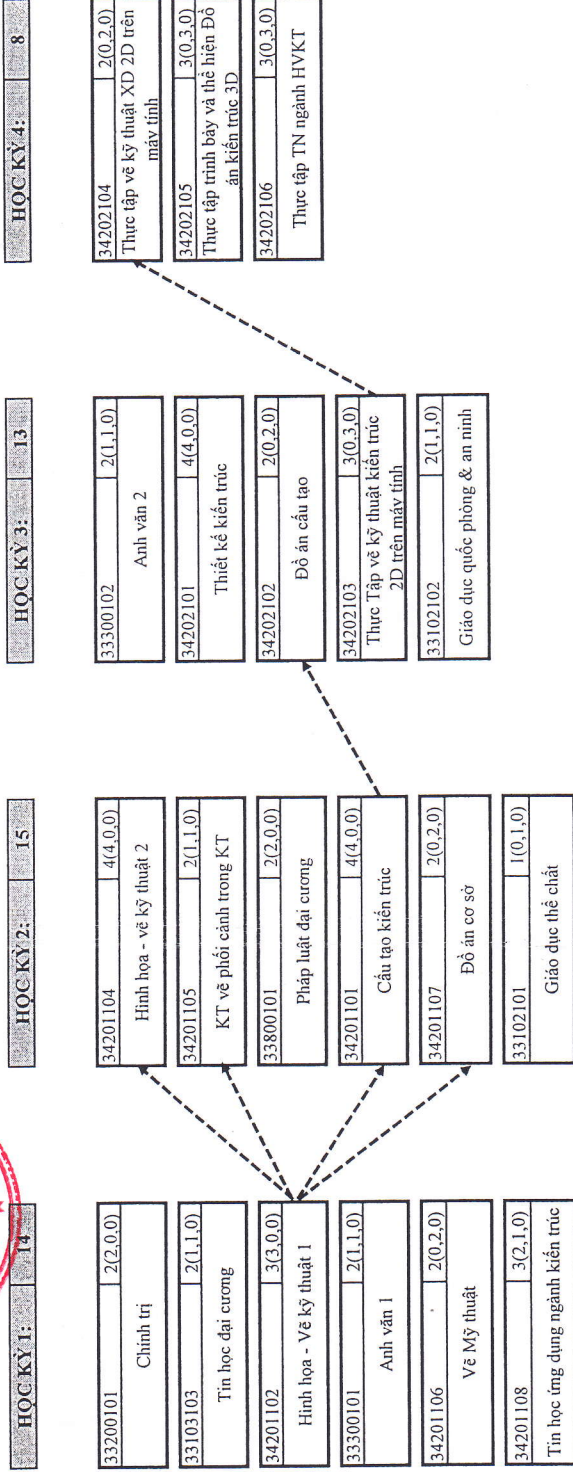 HỌC KỲ 1: 14
33200101 2(2,0,0)
Chính trị
33103103 2(1,1,0)
Tin học đại cương
34201102 3(3,0,0)
Hình họa - Vẽ kỹ thuật 1
33300101 2(1,1,0)
Anh văn 1
34201106 2(0,2,0)
Vẽ Mỹ thuật
34201108 3(2,1,0)
Tin học ứng dụng ngành kiến trúc
HỌC KỲ 2: 15
34201104 4(4,0,0)
Hình họa - vẽ kỹ thuật 2
34201105 2(1,1,0)
KT vẽ phối cảnh trong KT
33800101 2(2,0,0)
Pháp luật đại cương
34201101 4(4,0,0)
Cấu tạo kiến trúc
34201107 2(0,2,0)
Đồ án cơ sở
33102101 1(0,1,0)
Giáo dục thể chất
HỌC KỲ 3: 13
33300102 2(1,1,0)
Anh văn 2
34202101 4(4,0,0)
Thiết kế kiến trúc
34202102 2(0,2,0)
Đồ án cấu tạo
34202103 3(0.3,0)
Thực Tập vẽ kỹ thuật kiến trúc
2D trên máy tính
33102102 2(1,1,0)
Giáo dục quốc phòng & an ninh
HỌC KỲ 4: 8
34202104 2(0,2,0)
Thực tập vẽ kỹ thuật XD 2D trên
máy tính
34202105 3(0,3,0)
Thực tập trình bày và thể hiện Đồ
án kiến trúc 3D
34202106 3(0,3,0)
Thực tập TN ngành HVKT